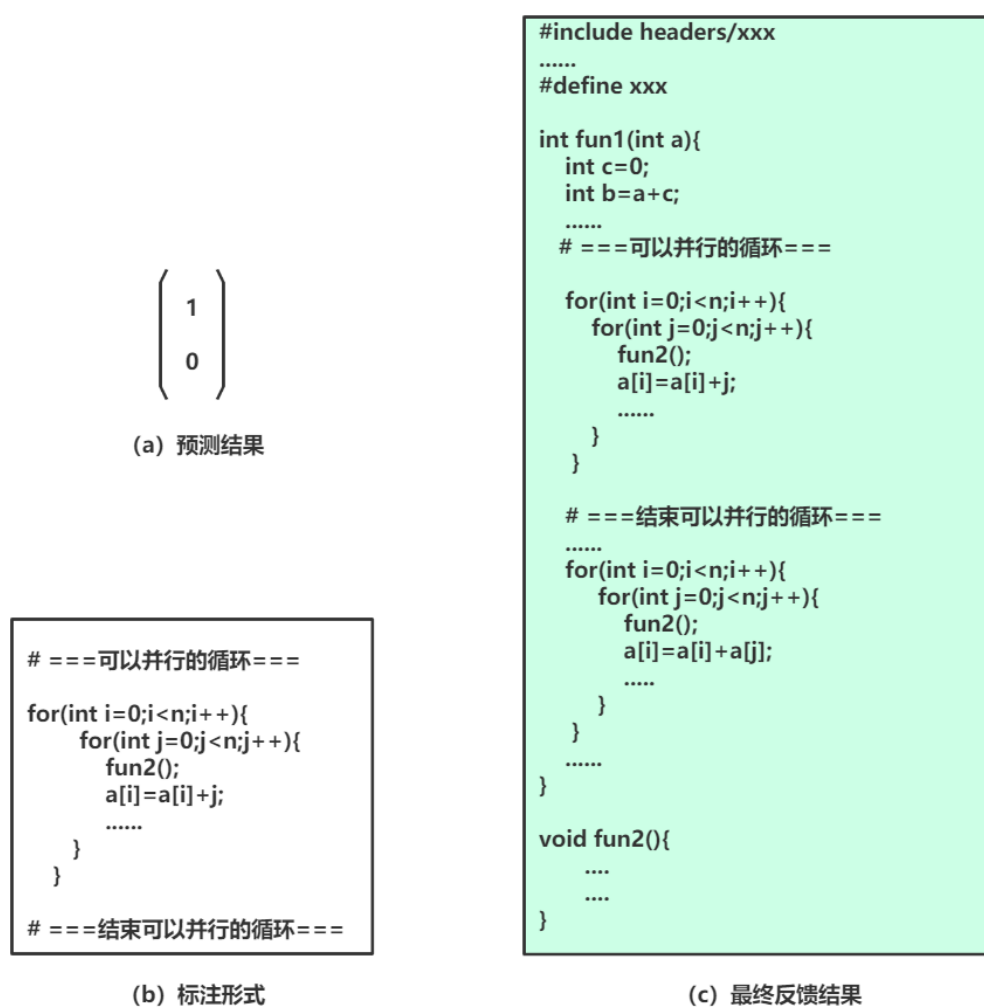 1
0
(a) 预测结果
# ===可以并行的循环===
for(int i=0;i<n;i++){
for(int j=0;j<n;j++){
fun2();
a[i]=a[i]+j;
......
}
}
# ===结束可以并行的循环===
(b) 标注形式
#include headers/xxx
......
#define xxx
int fun1(int a){
int c=0;
int b=a+c;
......
# ===可以并行的循环===
for(int i=0;i<n;i++){
for(int j=0;j<n;j++){
fun2();
a[i]=a[i]+j;
......
}
}
# ===结束可以并行的循环===
......
for(int i=0;i<n;i++){
for(int j=0;j<n;j++){
fun2();
a[i]=a[i]+a[j];
.....
}
}
......
}
void fun2(){
....
....
}
(c) 最终反馈结果